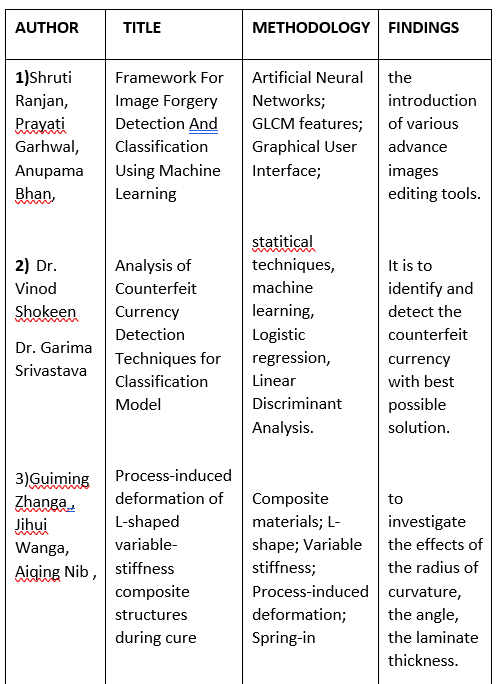 AUTHOR
TITLE
METHODOLOGY
FINDINGS
1)Shruti
Ranjan,
Prayati
Garhwal,
Anupama
Bhan,
Framework For
Image Forgery
Detection And
Classification
Using Machine
Learning
Artificial Neural
Networks;
GLCM features;
Graphical User
Interface;
the
introduction
of various
advance
images
editing tools.
2) Dr.
Vinod
Shokeen
Dr. Garima
Srivastava
Analysis of
Counterfeit
Currency
Detection
Techniques for
Classification
Model
statitical
techniques,
machine
learning,
Logistic
regression,
Linear
Discriminant
Analysis.
It is to
identify and
detect the
counterfeit
currency
with best
possible
solution.
3)Guiming
Zhanga ,
Jihui
Wanga,
Aiqing Nib ,
Process-induced
deformation of
L-shaped
variable-
stiffness
composite
structures
during cure
Composite
materials; L-
shape; Variable
stiffness;
Process-induced
deformation;
Spring-in
to
investigate
the effects of
the radius of
curvature,
the angle,
the laminate
thickness.